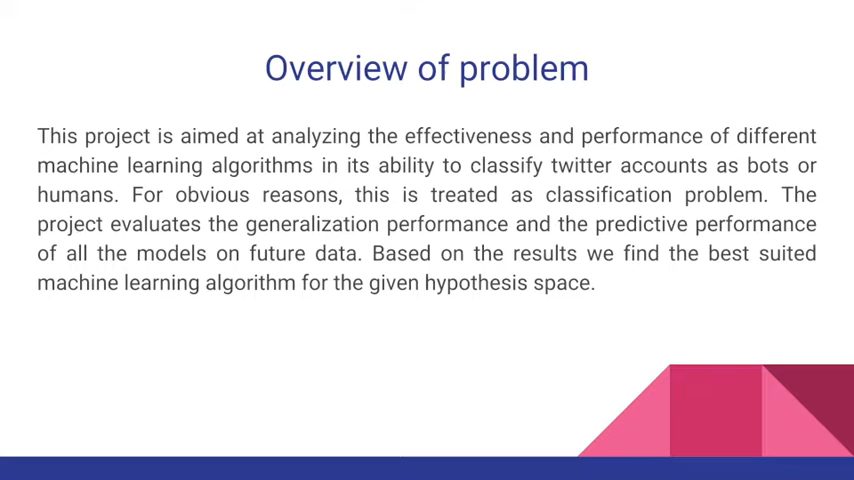 Overview of problem
This project is aimed at analyzing the effectiveness and performance of different
machine learning algorithms in its ability to classify twitter accounts as bots or
humans. For obvious reasons, this is treated as classification problem. The
project evaluates the generalization performance and the predictive performance
of all the models on future data. Based on the results we find the best suited
machine learning algorithm for the given hypothesis space.